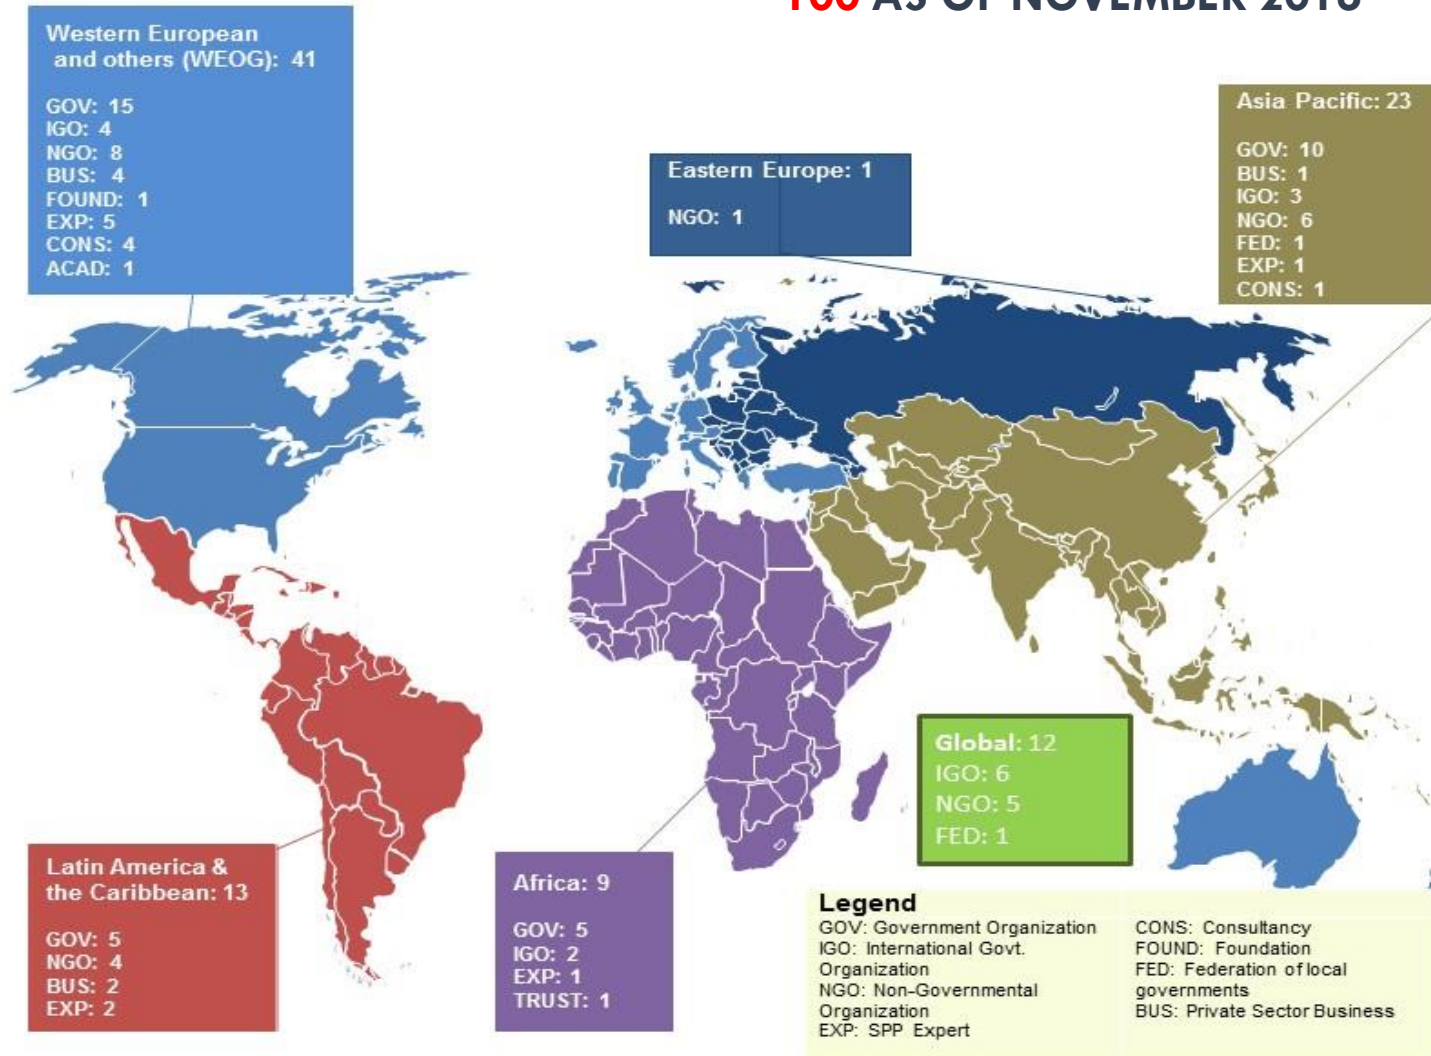 AS OF NOVEMBER
Western European
and others (WEOG): 41
GOV: 15
IGO: 4
NGO: 8
BUS: 4
FOUND: 1
EXP: 5
CONS: 4
ACAD: 1
Eastern Europe: 1
NGO: 1
Asia Pacific: 23
GOV: 10
BUS: 1
IGO: 3
NGO: 6
FED: 1
EXP: 1
CONS: 1
Latin America &
the Caribbean: 13
GOV: 5
NGO: 4
BUS: 2
EXP: 2
Africa: 9
GOV: 5
IGO: 2
EXP: 1
TRUST: 1
Global: 12
IGO: 6
NGO: 5
FED: 1
Legend
GOV: Government Organization
IGO: International Govt.
Organization
NGO: Non-Governmental
Organization
EXP: SPP Expert
CONS: Consultancy
FOUND: Foundation
FED: Federation of local
governments
BUS: Private Sector Business